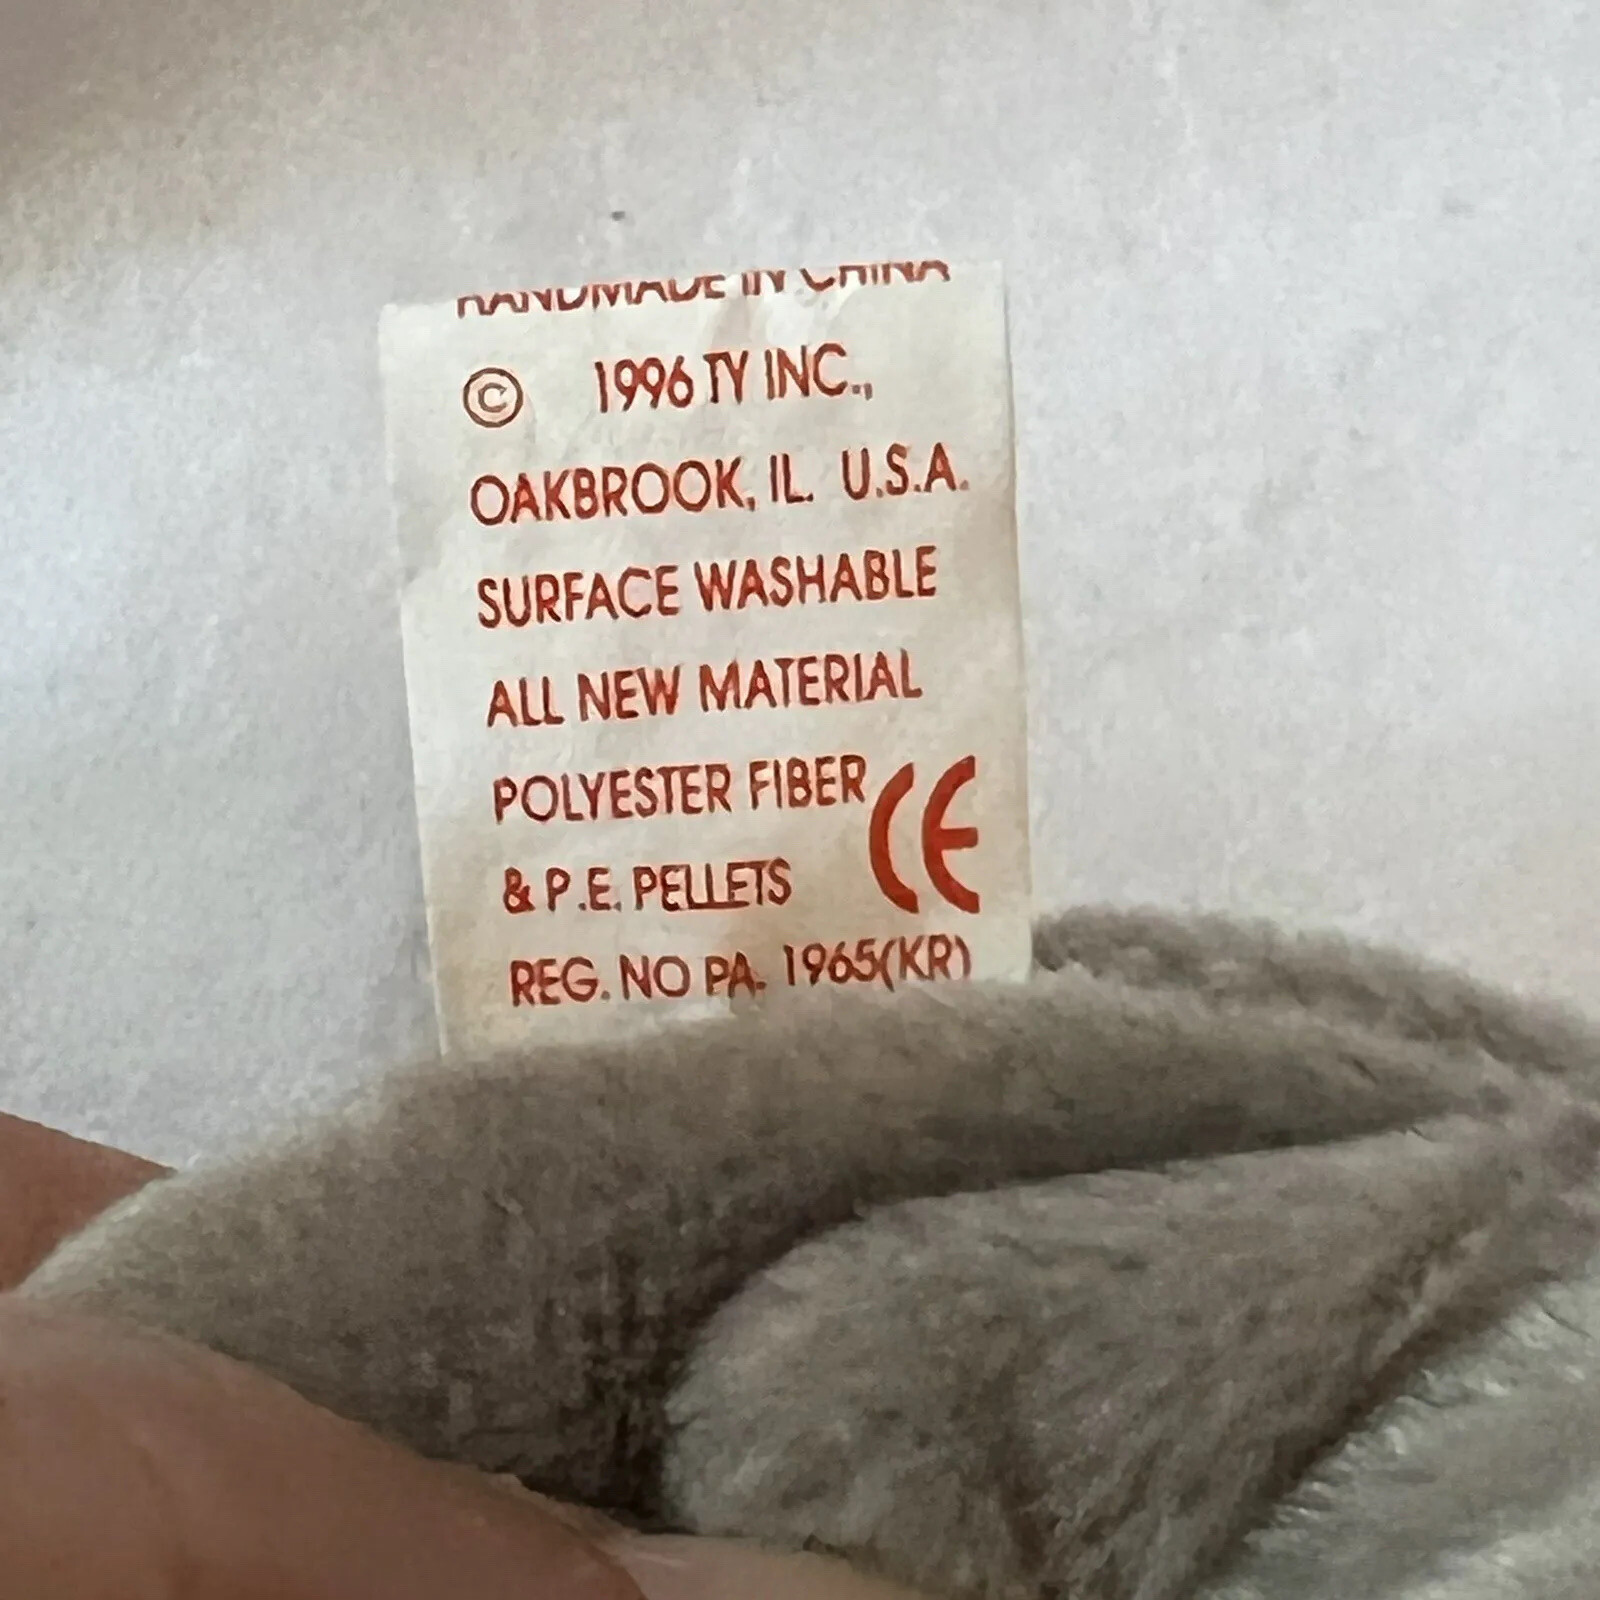 HANDMADE IN CHINA
© 1996 TY INC.,
OAKBROOK, IL. U.S.A.
SURFACE WASHABLE
ALL NEW MATERIAL
POLYESTER FIBER
& P.E. PELLETS CE
REG. NO PA. 1965(KR)